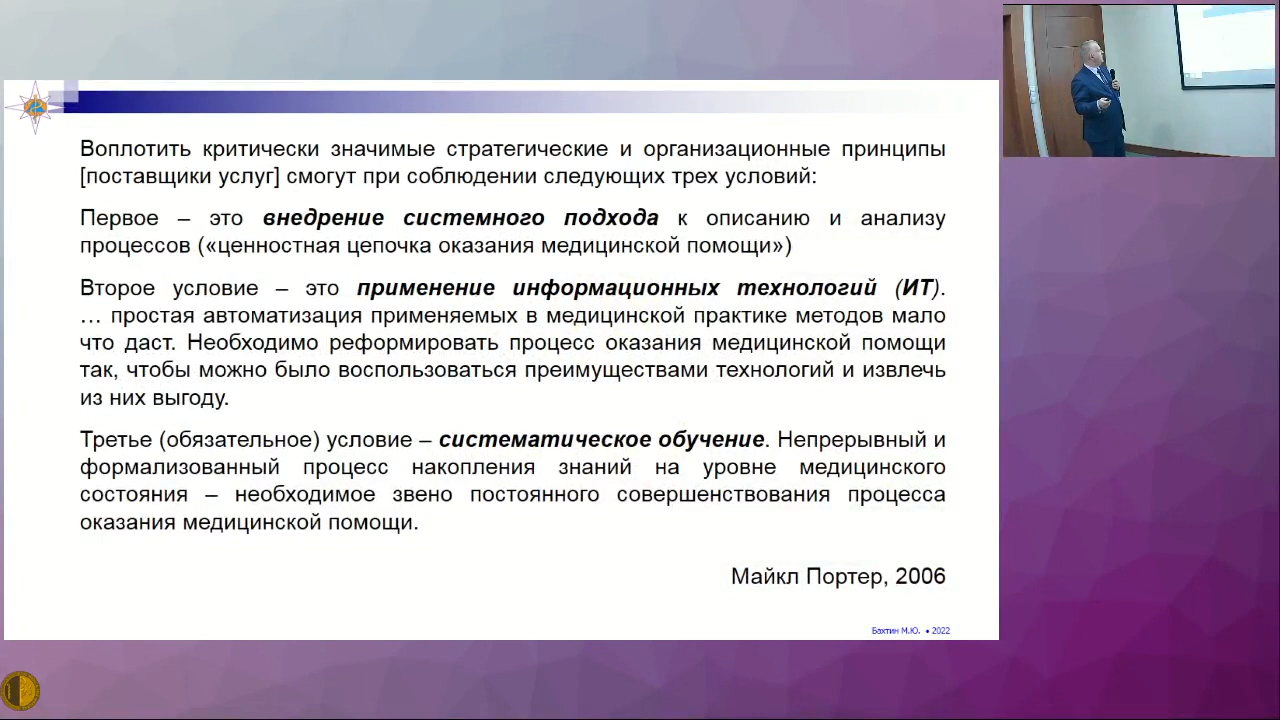 Воплотить критически значимые стратегические и организационные принципы
[поставщики услуг] смогут при соблюдении следующих трех условий:
Первое – это внедрение системного подхода к описанию и анализу
процессов («ценностная цепочка оказания медицинской помощи»)
Второе условие – это применение информационных технологий (ИТ).
… простая автоматизация применяемых в медицинской практике методов мало
что даст. Необходимо реформировать процесс оказания медицинской помощи
так, чтобы можно было воспользоваться преимуществами технологий и извлечь
из них выгоду.
Третье (обязательное) условие – систематическое обучение. Непрерывный и
формализованный процесс накопления знаний на уровне медицинского
состояния – необходимое звено постоянного совершенствования процесса
оказания медицинской помощи.
Майкл Портер, 2006
Бахтин М.Ю. • 2022